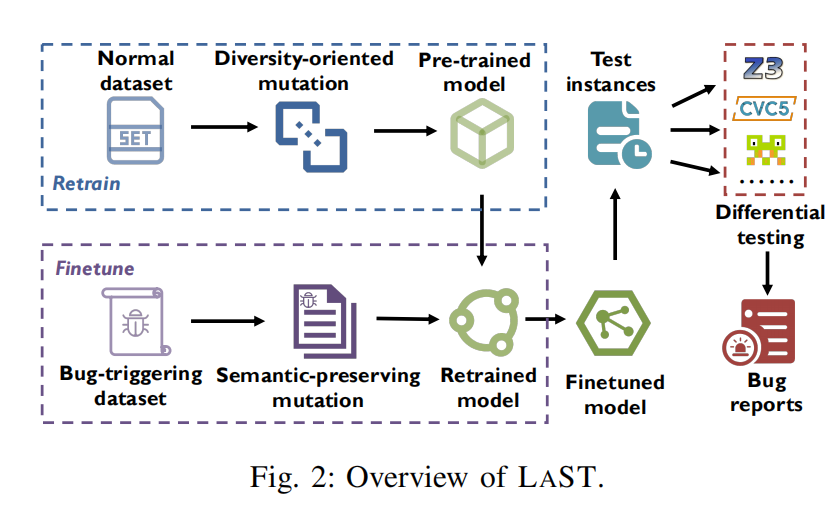 Normal
dataset
Diversity-oriented
mutation
Pre-trained
model
SET
Retrain
Test
instances
Z3
CVC5
......
Differential
testing
Finetune
Bug-triggering
dataset
Semantic-preserving
mutation
Retrained
model
Finetuned
model
Bug
reports
Fig. 2: Overview of LAST.